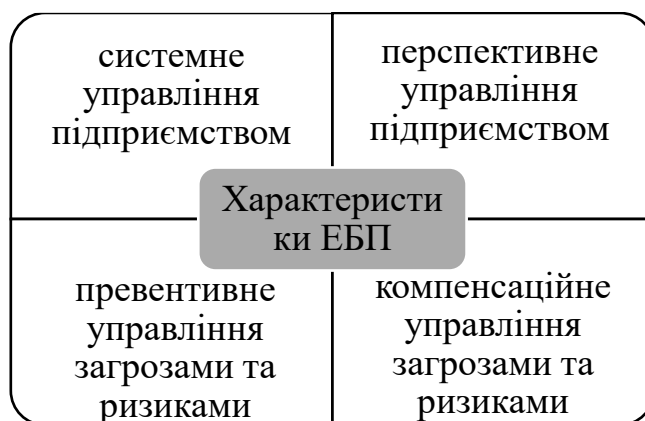 системне
управління
підприємством
перспективне
управління
підприємством
Характеристи
ки ЕБП
превентивне
управління
загрозами та
ризиками
компенсаційне
управління
загрозами та
ризиками